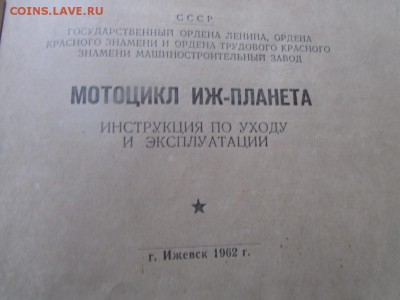 COINS.LAVE.RU
СССР
ГОСУДАРСТВЕННЫЙ ОРДЕНА ЛЕНИНА, ОРДЕНА
КРАСНОГО ЗНАМЕНИ И ОРДЕНА ТРУДОВОГО КРАСНОГО
ЗНАМЕНИ МАШИНОСТРОИТЕЛЬНЫЙ ЗАВОД
МОТОЦИКЛ ИЖ-ПЛАНЕТА
ИНСТРУКЦИЯ ПО УХОДУ
И ЭКСПЛУАТАЦИИ
г. Ижевск 1962 г.